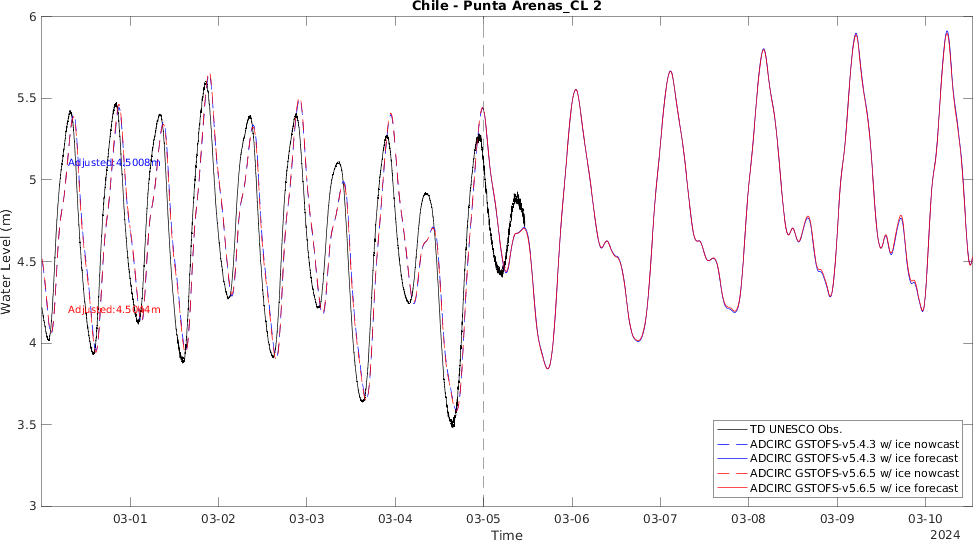 Chile - Punta Arenas_CL 2
6
5.5
5
4.5
4
3.5
3
Water Level (m)
Adjusted:4.5008m
TD UNESCO Obs.
ADCIRC GSTOFS-v5.4.3 w/ ice nowcast
ADCIRC GSTOFS-v5.4.3 w/ ice forecast
ADCIRC GSTOFS-v5.6.5 w/ ice nowcast
ADCIRC GSTOFS-v5.6.5 w/ ice forecast
03-01 03-02 03-03 03-04 03-05 03-06 03-07 03-08 03-09 03-10
2024
Time